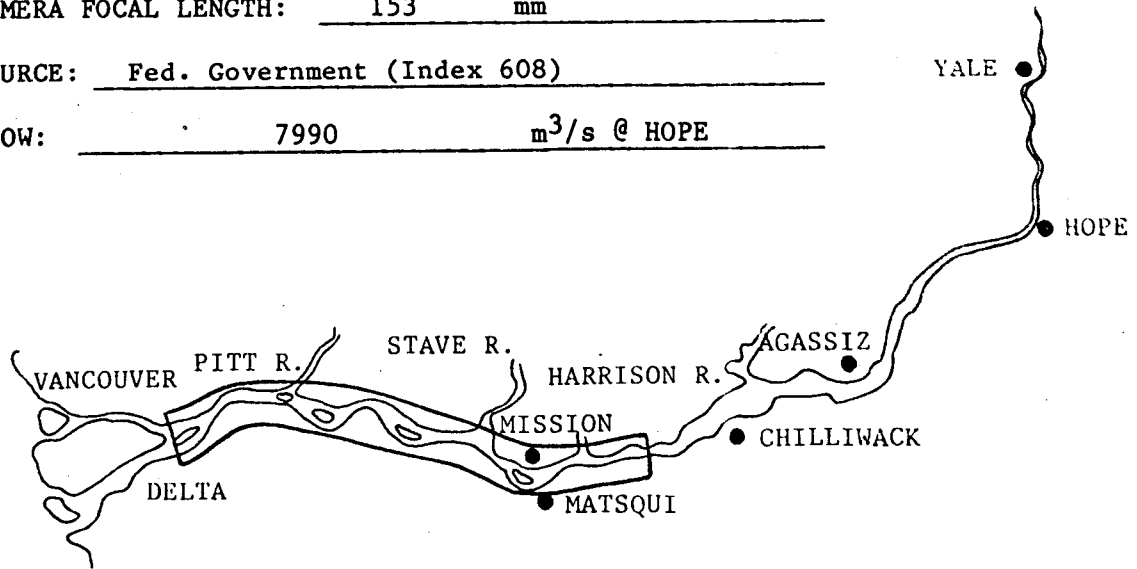 MERA FOCAL LENGTH: 153 mm
URCE: Fed. Government (Index 608)
OW: 7990 m³/s @ HOPE
YALE
HOPE
AGASSIZ
STAVE R.
PITT R.
HARRISON R.
VANCOUVER
MISSION
CHILLIWACK
DELTA
MATSQUI